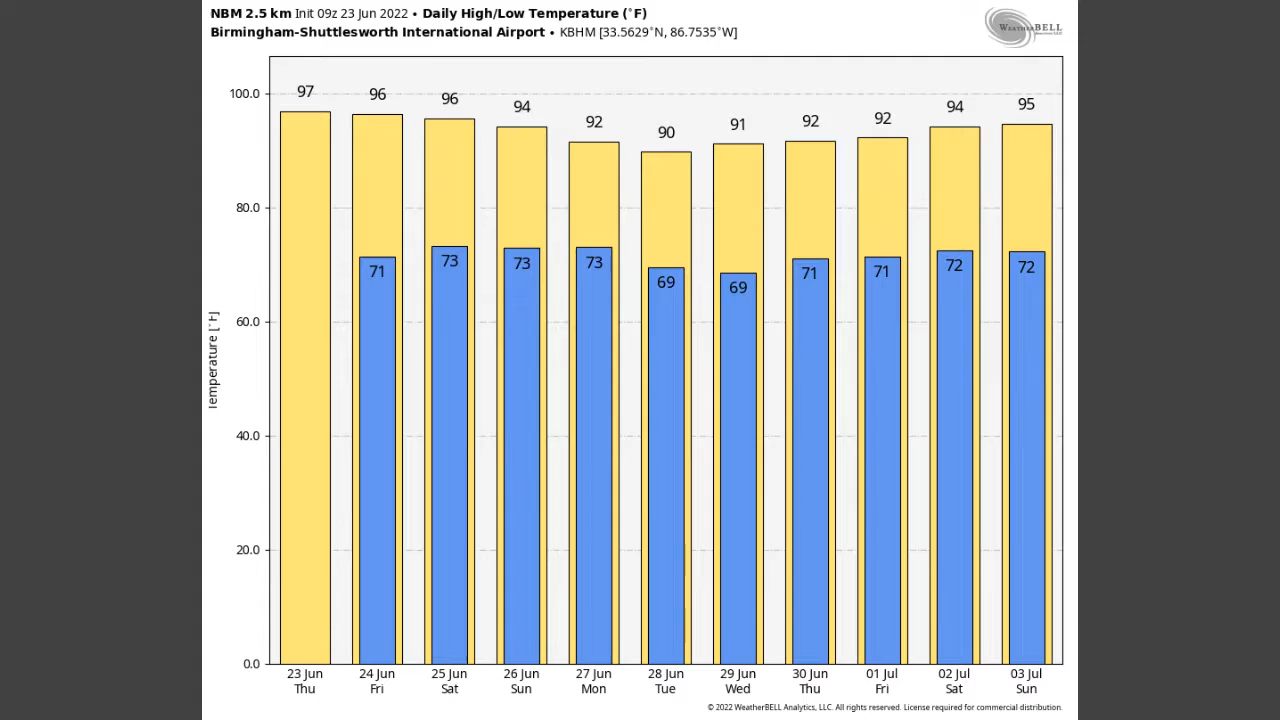 NBM 2.5 km Init 09z 23 Jun 2022 • Daily High/Low Temperature (°F)
Birmingham-Shuttlesworth International Airport • KBHM [33.5629°N, 86.7535°W]
WEATHERBELL
Analytics LLC
97 96 96 94 92 90 91 92 92 94 95
71 73 73 73 69 69 71 71 72 72
100.0
80.0
60.0
40.0
20.0
0.0
Temperature [°F]
23 Jun 24 Jun 25 Jun 26 Jun 27 Jun 28 Jun 29 Jun 30 Jun 01 Jul 02 Jul 03 Jul
Thu Fri Sat Sun Mon Tue Wed Thu Fri Sat Sun
© 2022 WeatherBELL Analytics, LLC. All rights reserved. License required for commercial distribution.